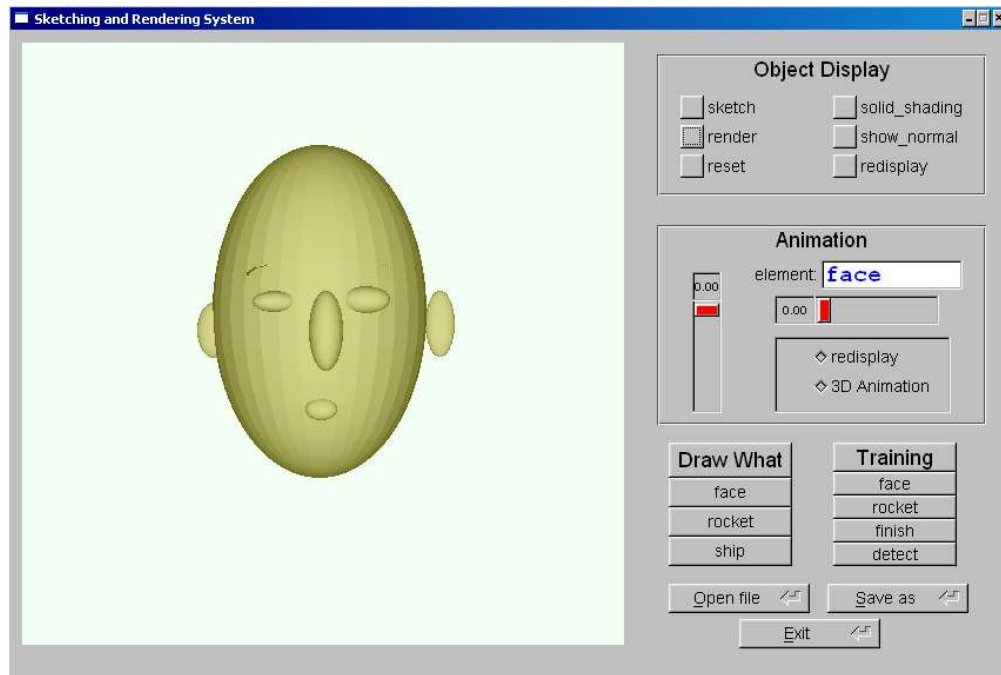 Sketching and Rendering System
Object Display
sketch
solid_shading
render
show_normal
reset
redisplay
Animation
element:
face
0.00
0.00
redisplay
3D Animation
Draw What
face
rocket
ship
Training
face
rocket
finish
detect
Open file
Save as
Exit